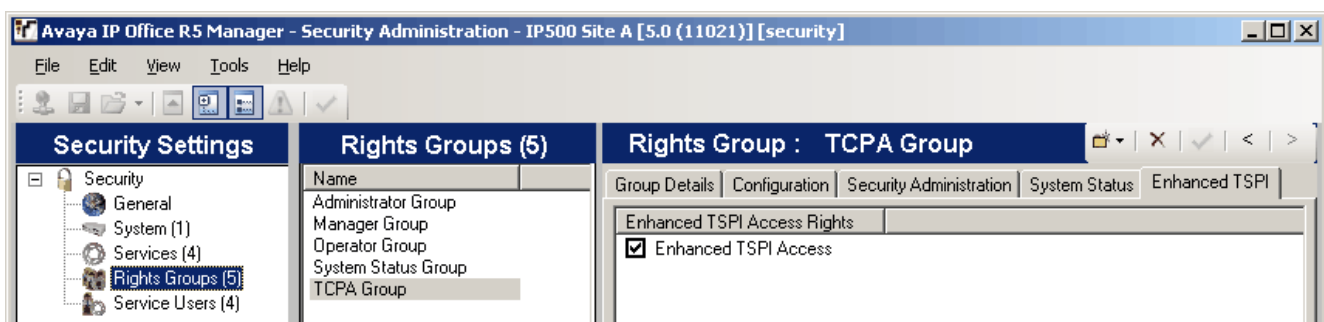 Avaya IP Office R5 Manager - Security Administration - IP500 Site A [5.0 (11021)] [security]
File Edit View Tools Help
Security Settings
Security
General
System (1)
Services (4)
Rights Groups (5)
Service Users (4)
Rights Groups (5)
Name
Administrator Group
Manager Group
Operator Group
System Status Group
TCPA Group
Rights Group : TCPA Group
Group Details Configuration Security Administration System Status Enhanced TSPI
Enhanced TSPI Access Rights
Enhanced TSPI Access